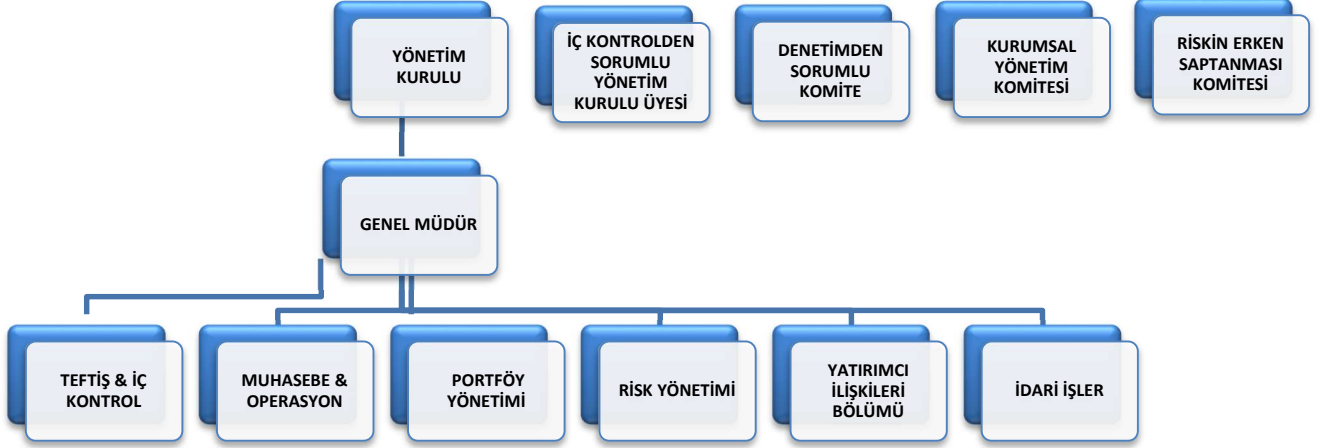 YÖNETİM
KURULU
İÇ KONTROLDEN
SORUMLU
YÖNETİM
KURULU ÜYESİ
DENETİMDEN
SORUMLU
KOMİTE
KURUMSAL
YÖNETİM
KOMİTESİ
RİSKİN ERKEN
SAPTANMASI
KOMİTESİ
GENEL MÜDÜR
TEFTİŞ & İÇ
KONTROL
MUHASEBE &
OPERASYON
PORTFÖY
YÖNETİMİ
RİSK YÖNETİMİ
YATIRIMCI
İLİŞKİLERİ
BÖLÜMÜ
İDARİ İŞLER